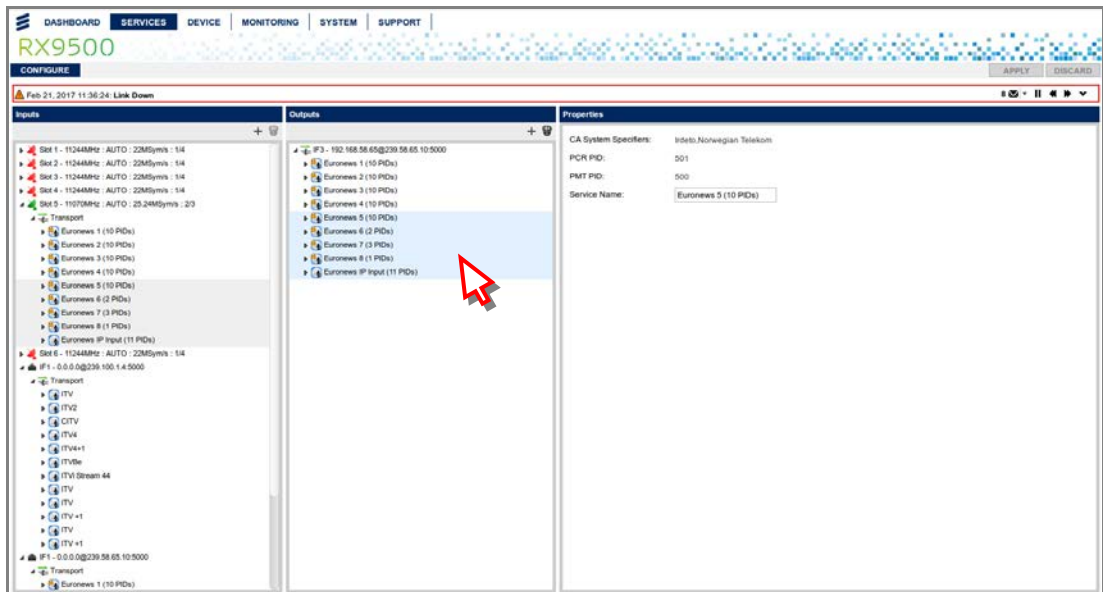 DASHBOARD SERVICES DEVICE MONITORING SYSTEM SUPPORT
RX9500
CONFIGURE APPLY DISCARD
Feb 21, 2017 11:36:24: Link Down 8
Inputs
Slot 1 - 11244MHz : AUTO : 22MSym/s : 1/4
Slot 2 - 11244MHz : AUTO : 22MSym/s : 1/4
Slot 3 - 11244MHz : AUTO : 22MSym/s : 1/4
Slot 4 - 11244MHz : AUTO : 22MSym/s : 1/4
Slot 5 - 11070MHz : AUTO : 25.24MSym/s : 2/3
Transport
Euronews 1 (10 PIDs)
Euronews 2 (10 PIDs)
Euronews 3 (10 PIDs)
Euronews 4 (10 PIDs)
Euronews 5 (10 PIDs)
Euronews 6 (2 PIDs)
Euronews 7 (3 PIDs)
Euronews 8 (1 PIDs)
Euronews IP Input (11 PIDs)
Slot 6 - 11244MHz : AUTO : 22MSym/s : 1/4
IF1 - 0.0.0.0@239.100.1.4:5000
Transport
ITV
ITV2
CITV
ITV4
ITV4+1
ITVBe
ITVi Stream 44
ITV
ITV
ITV +1
ITV
ITV +1
IF1 - 0.0.0.0@239.58.65.10:5000
Transport
Euronews 1 (10 PIDs)
Outputs
IF3 - 192.168.58.65@239.58.65.10:5000
Euronews 1 (10 PIDs)
Euronews 2 (10 PIDs)
Euronews 3 (10 PIDs)
Euronews 4 (10 PIDs)
Euronews 5 (10 PIDs)
Euronews 6 (2 PIDs)
Euronews 7 (3 PIDs)
Euronews 8 (1 PIDs)
Euronews IP Input (11 PIDs)
Properties
CA System Specifiers: Irdeto,Norwegian Telekom
PCR PID: 501
PMT PID: 500
Service Name: Euronews 5 (10 PIDs)